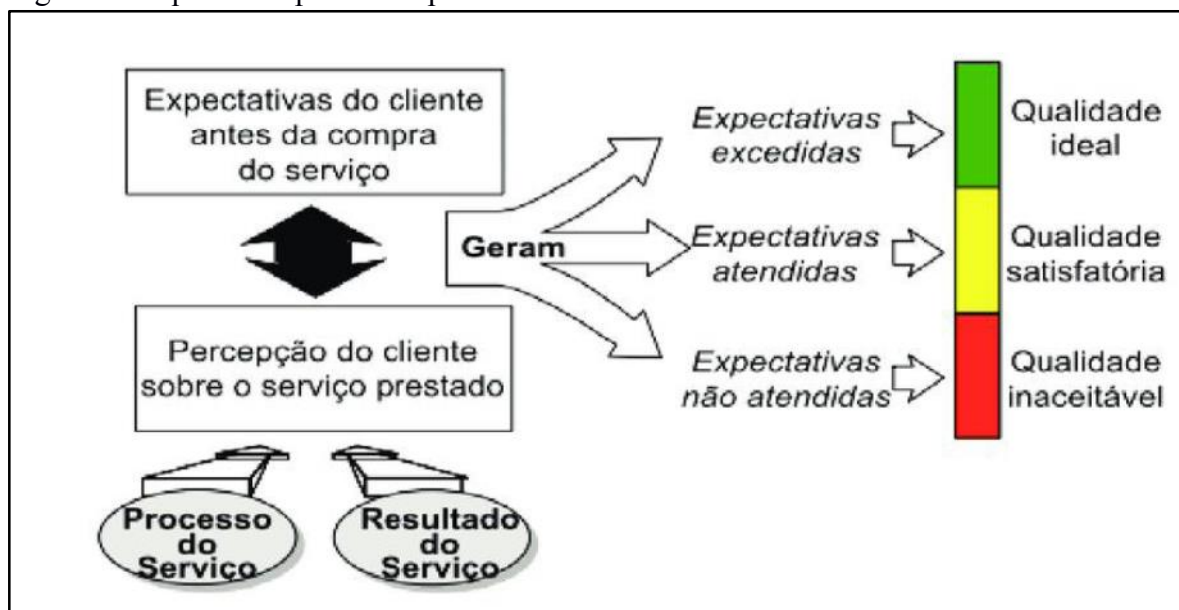 Expectativas do cliente
antes da compra
do serviço
Geram
Percepção do cliente
sobre o serviço prestado
Processo
do
Serviço
Resultado
do
Serviço
Expectativas
excedidas
Qualidade
ideal
Expectativas
atendidas
Qualidade
satisfatória
Expectativas
não atendidas
Qualidade
inaceitável